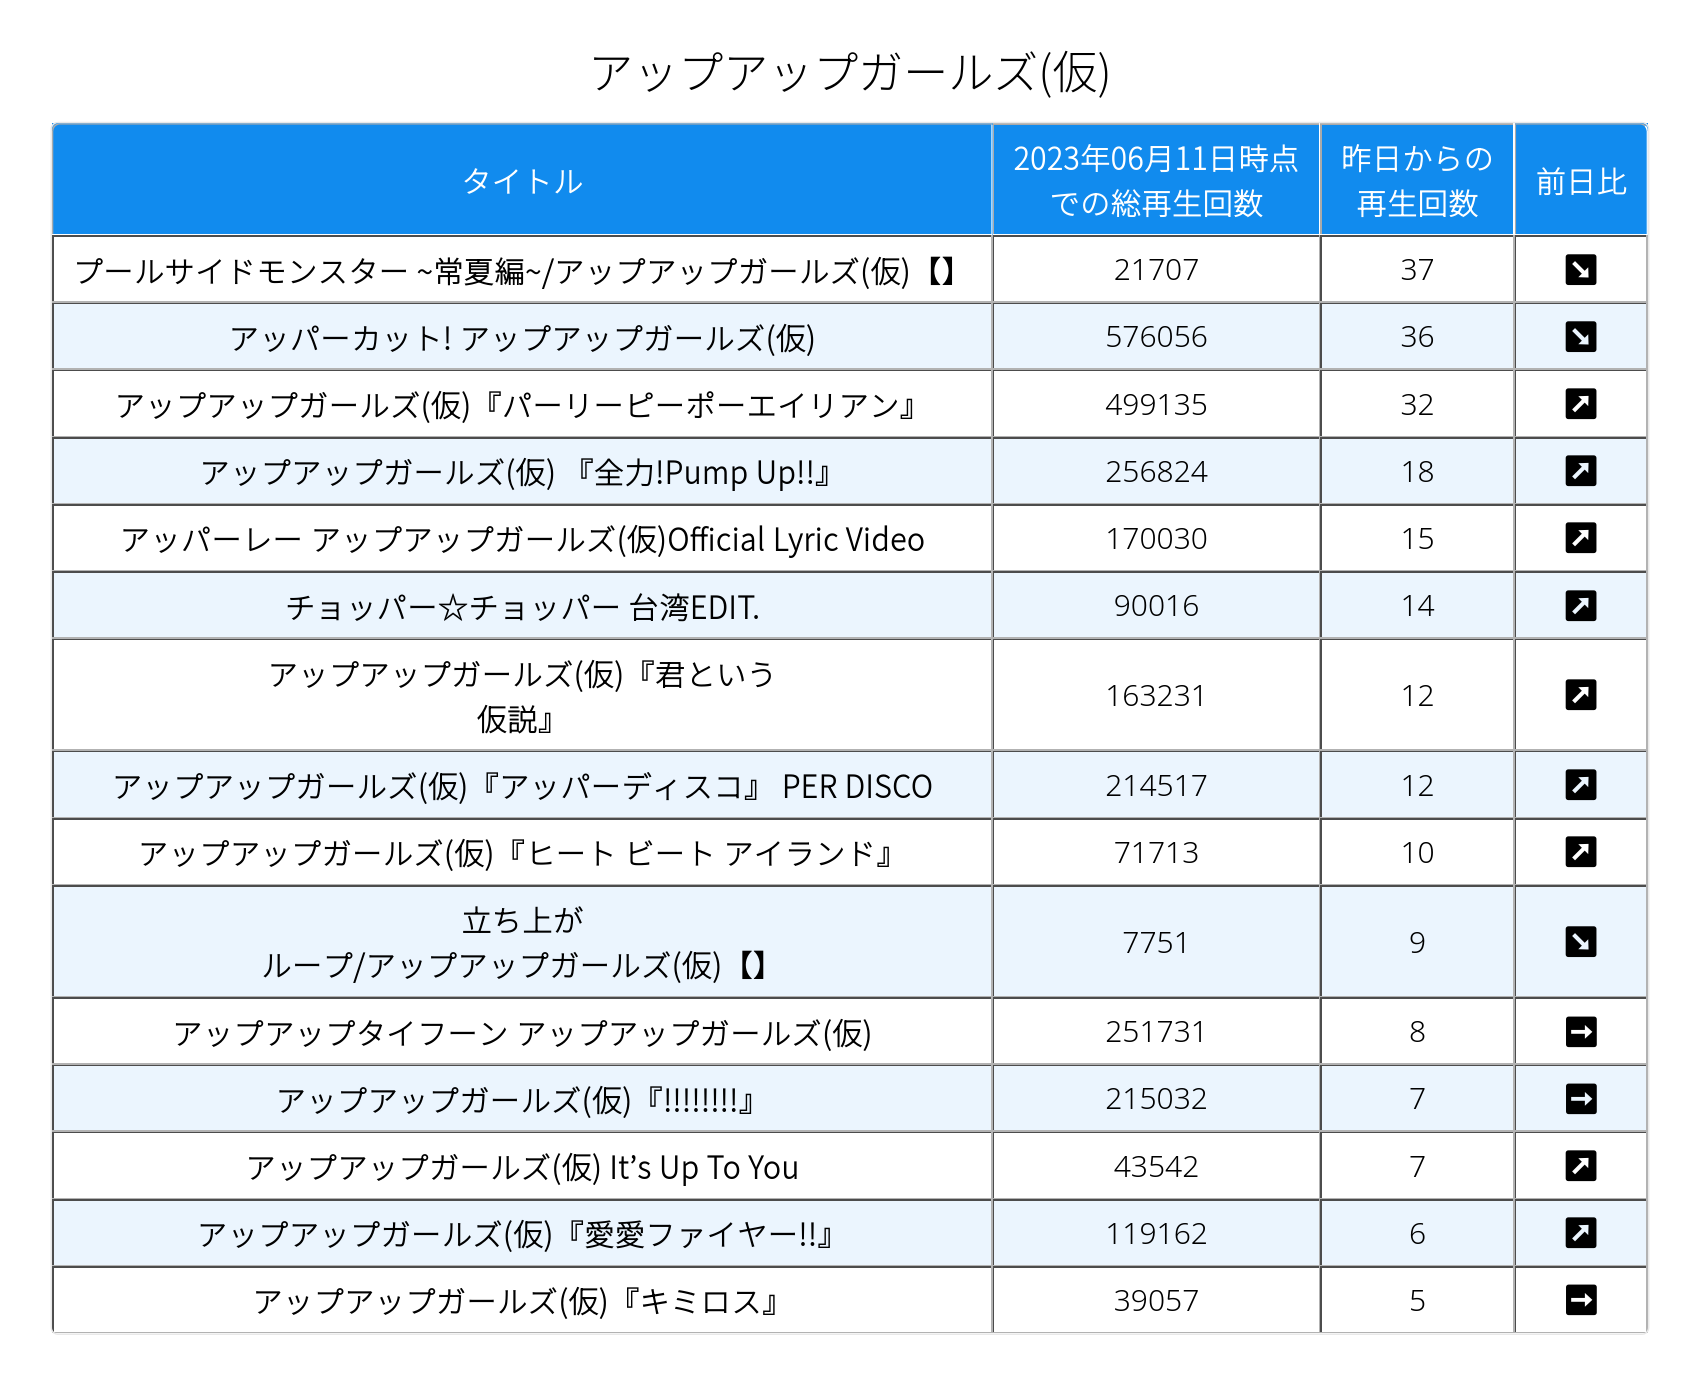 アップアップガールズ(仮)
タイトル
2023年06月11日時点
での総再生回数
昨日からの
再生回数
前日比
プールサイドモンスター ~常夏編~/アップアップガールズ(仮)【】 21707 37
アッパーカット! アップアップガールズ(仮) 576056 36
アップアップガールズ(仮)『パーリーピーポーエイリアン』 499135 32
アップアップガールズ(仮) 『全力!Pump Up!!』 256824 18
アッパーレー アップアップガールズ(仮)Official Lyric Video 170030 15
チョッパー☆チョッパー 台湾EDIT. 90016 14
アップアップガールズ(仮)『君という
仮説』 163231 12
アップアップガールズ(仮)『アッパーディスコ』 PER DISCO 214517 12
アップアップガールズ(仮)『ヒート ビート アイランド』 71713 10
立ち上が
ループ/アップアップガールズ(仮)【】 7751 9
アップアップタイフーン アップアップガールズ(仮) 251731 8
アップアップガールズ(仮)『!!!!!!!!』 215032 7
アップアップガールズ(仮) It’s Up To You 43542 7
アップアップガールズ(仮)『愛愛ファイヤー!!』 119162 6
アップアップガールズ(仮)『キミロス』 39057 5